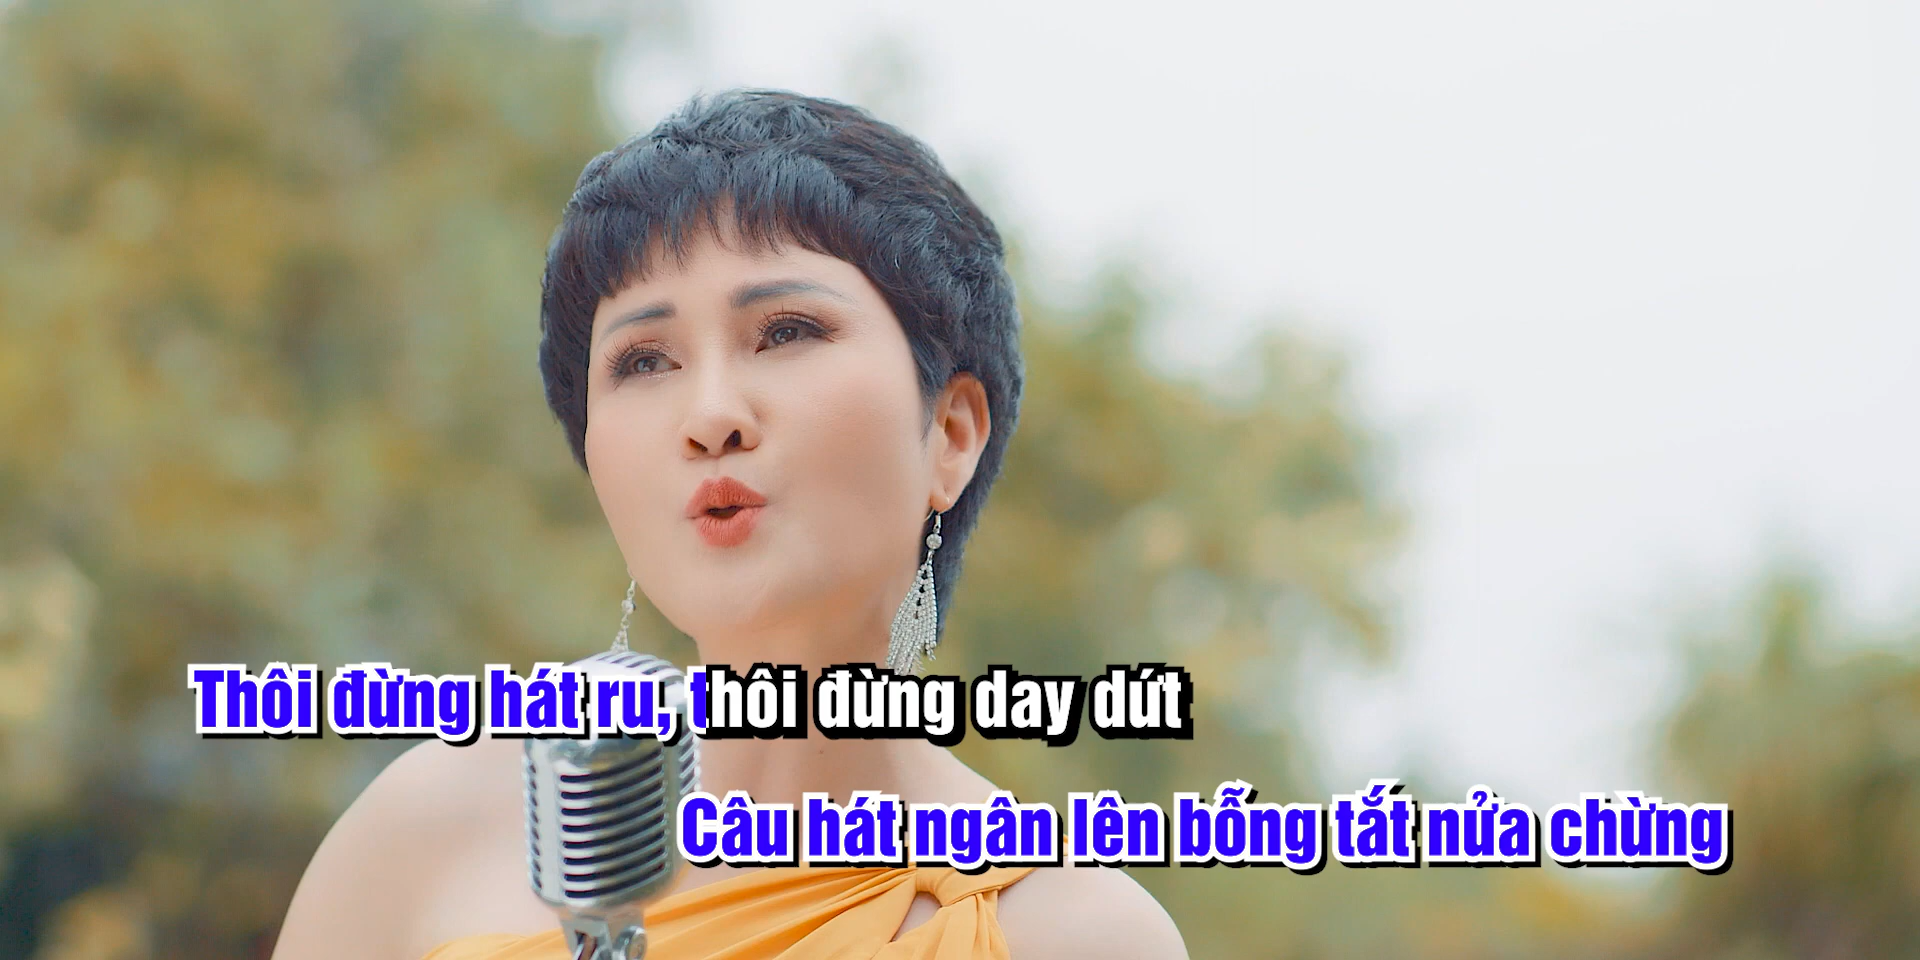 Thôi đừng hát ru, thôi đừng day dứt
Câu hát ngân lên bỗng tắt nửa chừng